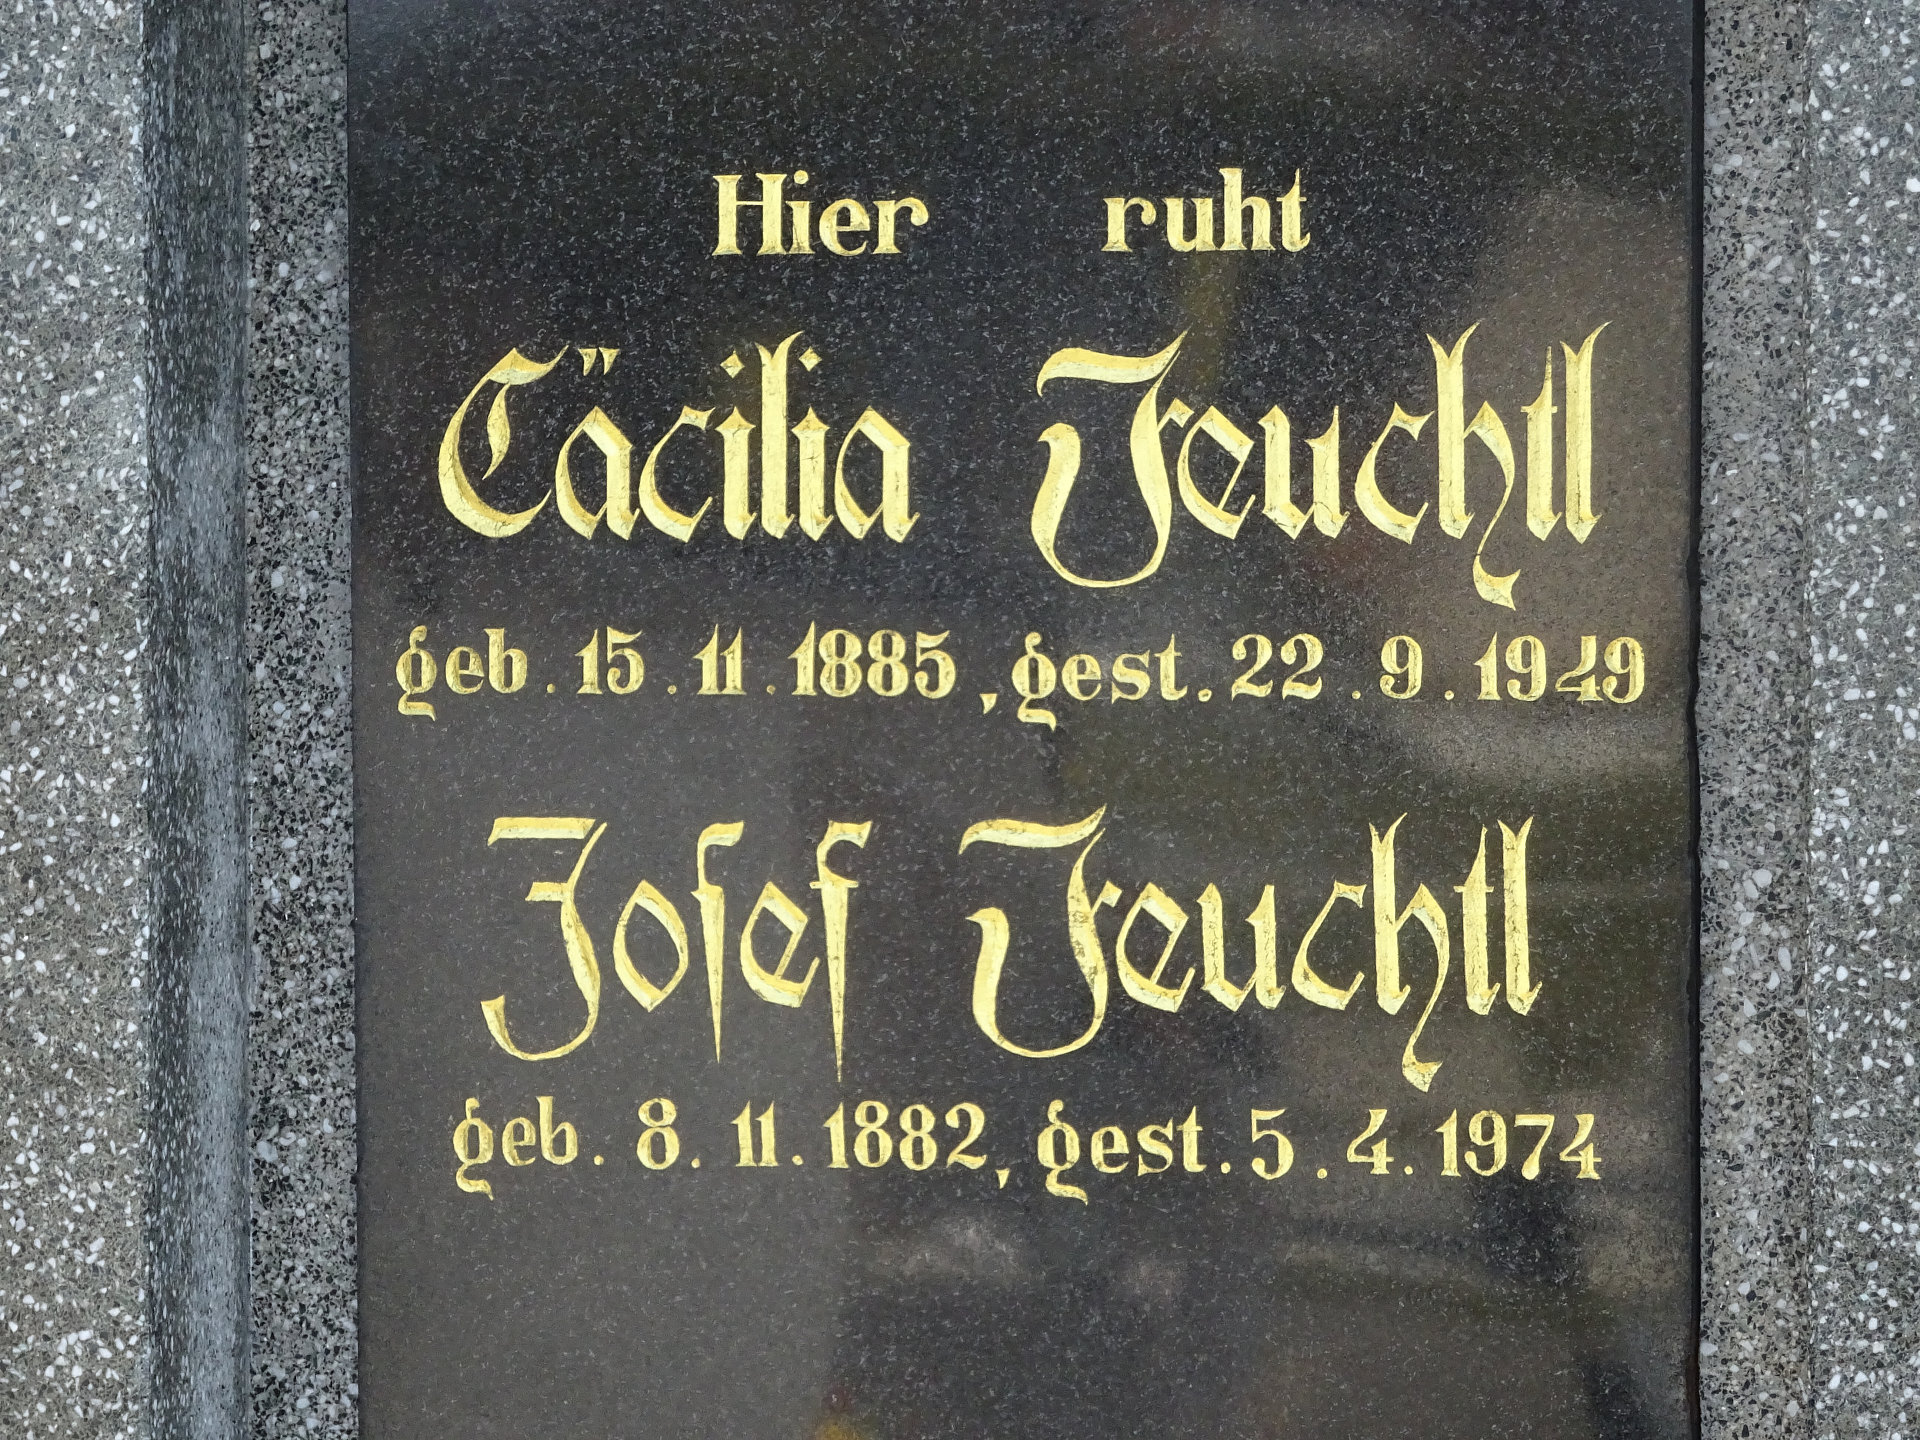 Hier ruht
Cäcilia Feuchtl
geb. 15. 11. 1885, gest. 22. 9. 1949
Josef Feuchtl
geb. 8. 11. 1882, gest. 5. 4. 1974